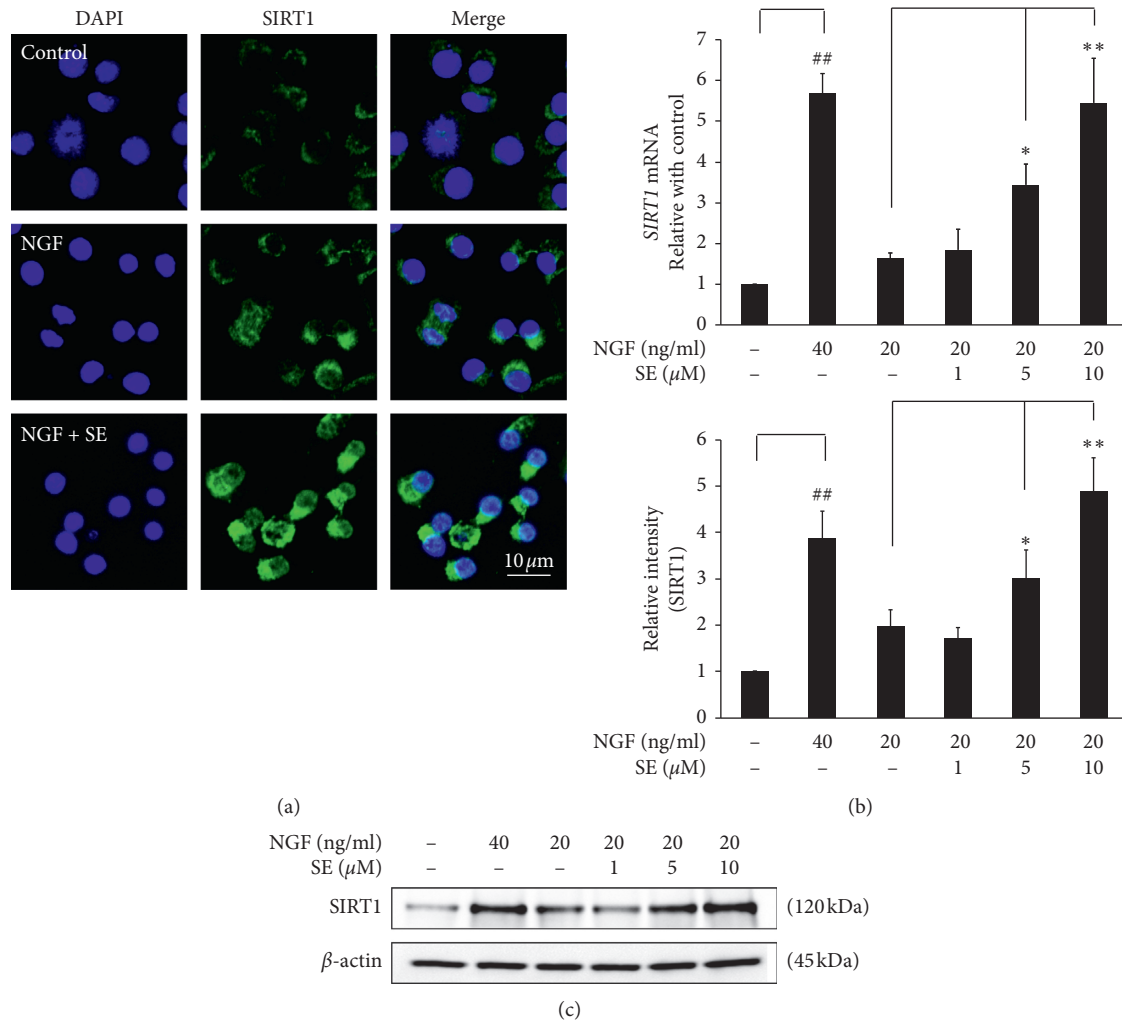 DAPI SIRT1 Merge
Control
NGF
NGF + SE
10 μm
(a)
7
6
5
4
3
2
1
0
SIRT1 mRNA
Relative with control
##
*
**
NGF (ng/ml) – 40 20 20 20 20
SE (μM) – – – 1 5 10
6
5
4
3
2
1
0
Relative intensity
(SIRT1)
##
*
**
NGF (ng/ml) – 40 20 20 20 20
SE (μM) – – – 1 5 10
(b)
NGF (ng/ml) – 40 20 20 20 20
SE (μM) – – – 1 5 10
SIRT1 (120 kDa)
β-actin (45 kDa)
(c)